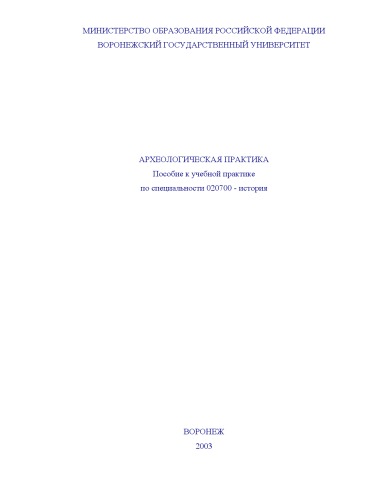 МИНИСТЕРСТВО ОБРАЗОВАНИЯ РОССИЙСКОЙ ФЕДЕРАЦИИ
ВОРОНЕЖСКИЙ ГОСУДАРСТВЕННЫЙ УНИВЕРСИТЕТ
АРХЕОЛОГИЧЕСКАЯ ПРАКТИКА
Пособие к учебной практике
по специальности 020700 - история
ВОРОНЕЖ
2003